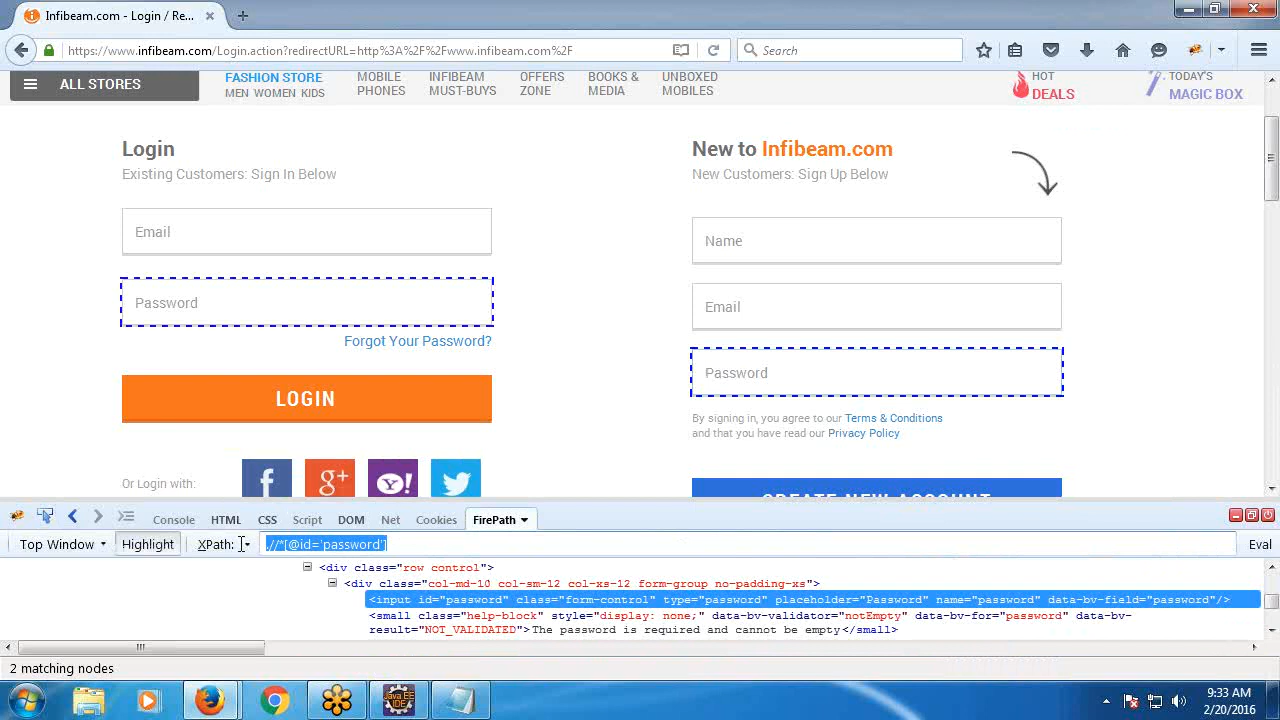 Infibeam.com - Login / Re...
https://www.infibeam.com/Login.action?redirectURL=http%3A%2F%2Fwww.infibeam.com%2F
Search
ALL STORES
FASHION STORE
MEN WOMEN KIDS
MOBILE
PHONES
INFIBEAM
MUST-BUYS
OFFERS
ZONE
BOOKS &
MEDIA
UNBOXED
MOBILES
HOT
DEALS
TODAY'S
MAGIC BOX
Login
Existing Customers: Sign In Below
Email
Password
Forgot Your Password?
LOGIN
Or Login with:
f
g+
Y!
New to Infibeam.com
New Customers: Sign Up Below
Name
Email
Password
By signing in, you agree to our Terms & Conditions
and that you have read our Privacy Policy
CREATE NEW ACCOUNT
Console HTML CSS Script DOM Net Cookies FirePath
Top Window Highlight XPath: .//*[@id='password'] Eval
<div class="row control">
<div class="col-md-10 col-sm-12 col-xs-12 form-group no-padding-xs">
<input id="password" class="form-control" type="password" placeholder="Password" name="password" data-bv-field="password"/>
<small class="help-block" style="display: none;" data-bv-validator="notEmpty" data-bv-for="password" data-bv-
result="NOT_VALIDATED">The password is required and cannot be empty</small>
2 matching nodes
Java EE
IDE
9:33 AM
2/20/2016